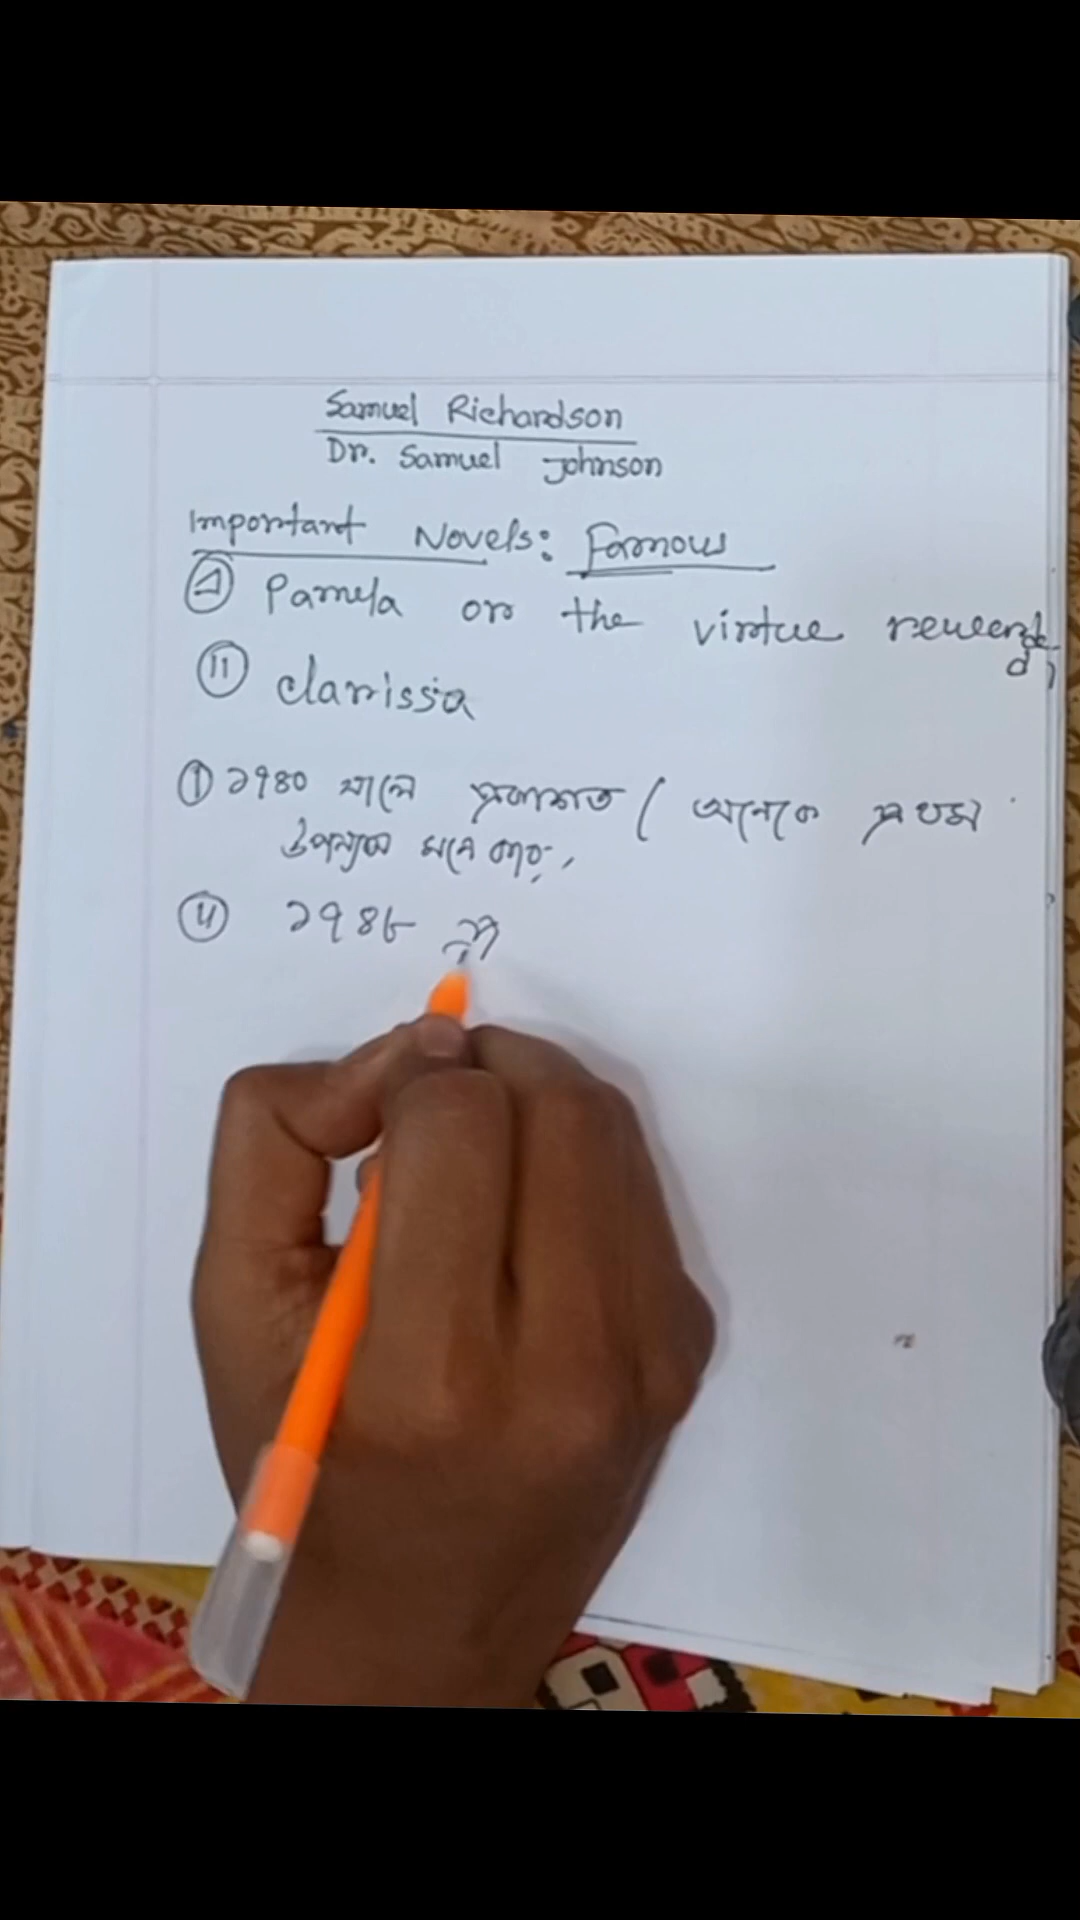 Samuel Richardson
Dr. Samuel Johnson
Important Novels: Famous
Pamela or the virtue rewarded
II clarissa
I ১৭৪০ সালে প্রকাশিত ( অনেকে প্রথম
উপন্যাস মনে করে,
II ১৭৪৮